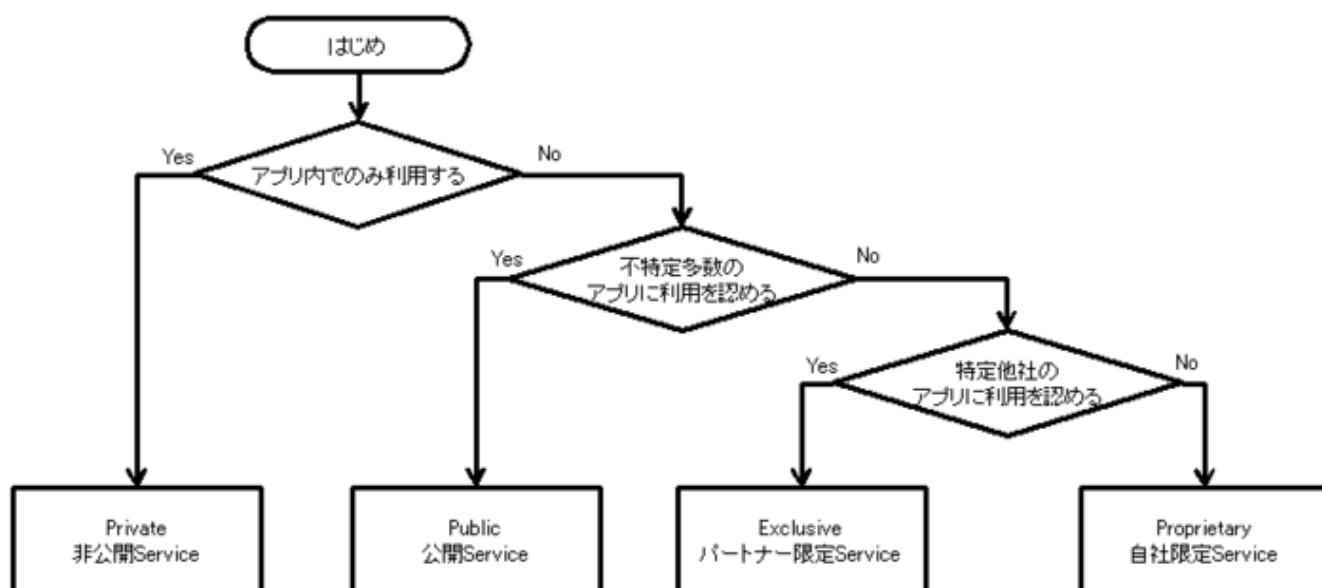 はじめ
Yes
アプリ内でのみ利用する
No
Yes
不特定多数の
アプリに利用を認める
No
Yes
特定他社の
アプリに利用を認める
No
Private
非公開Service
Public
公開Service
Exclusive
パートナー限定Service
Proprietary
自社限定Service